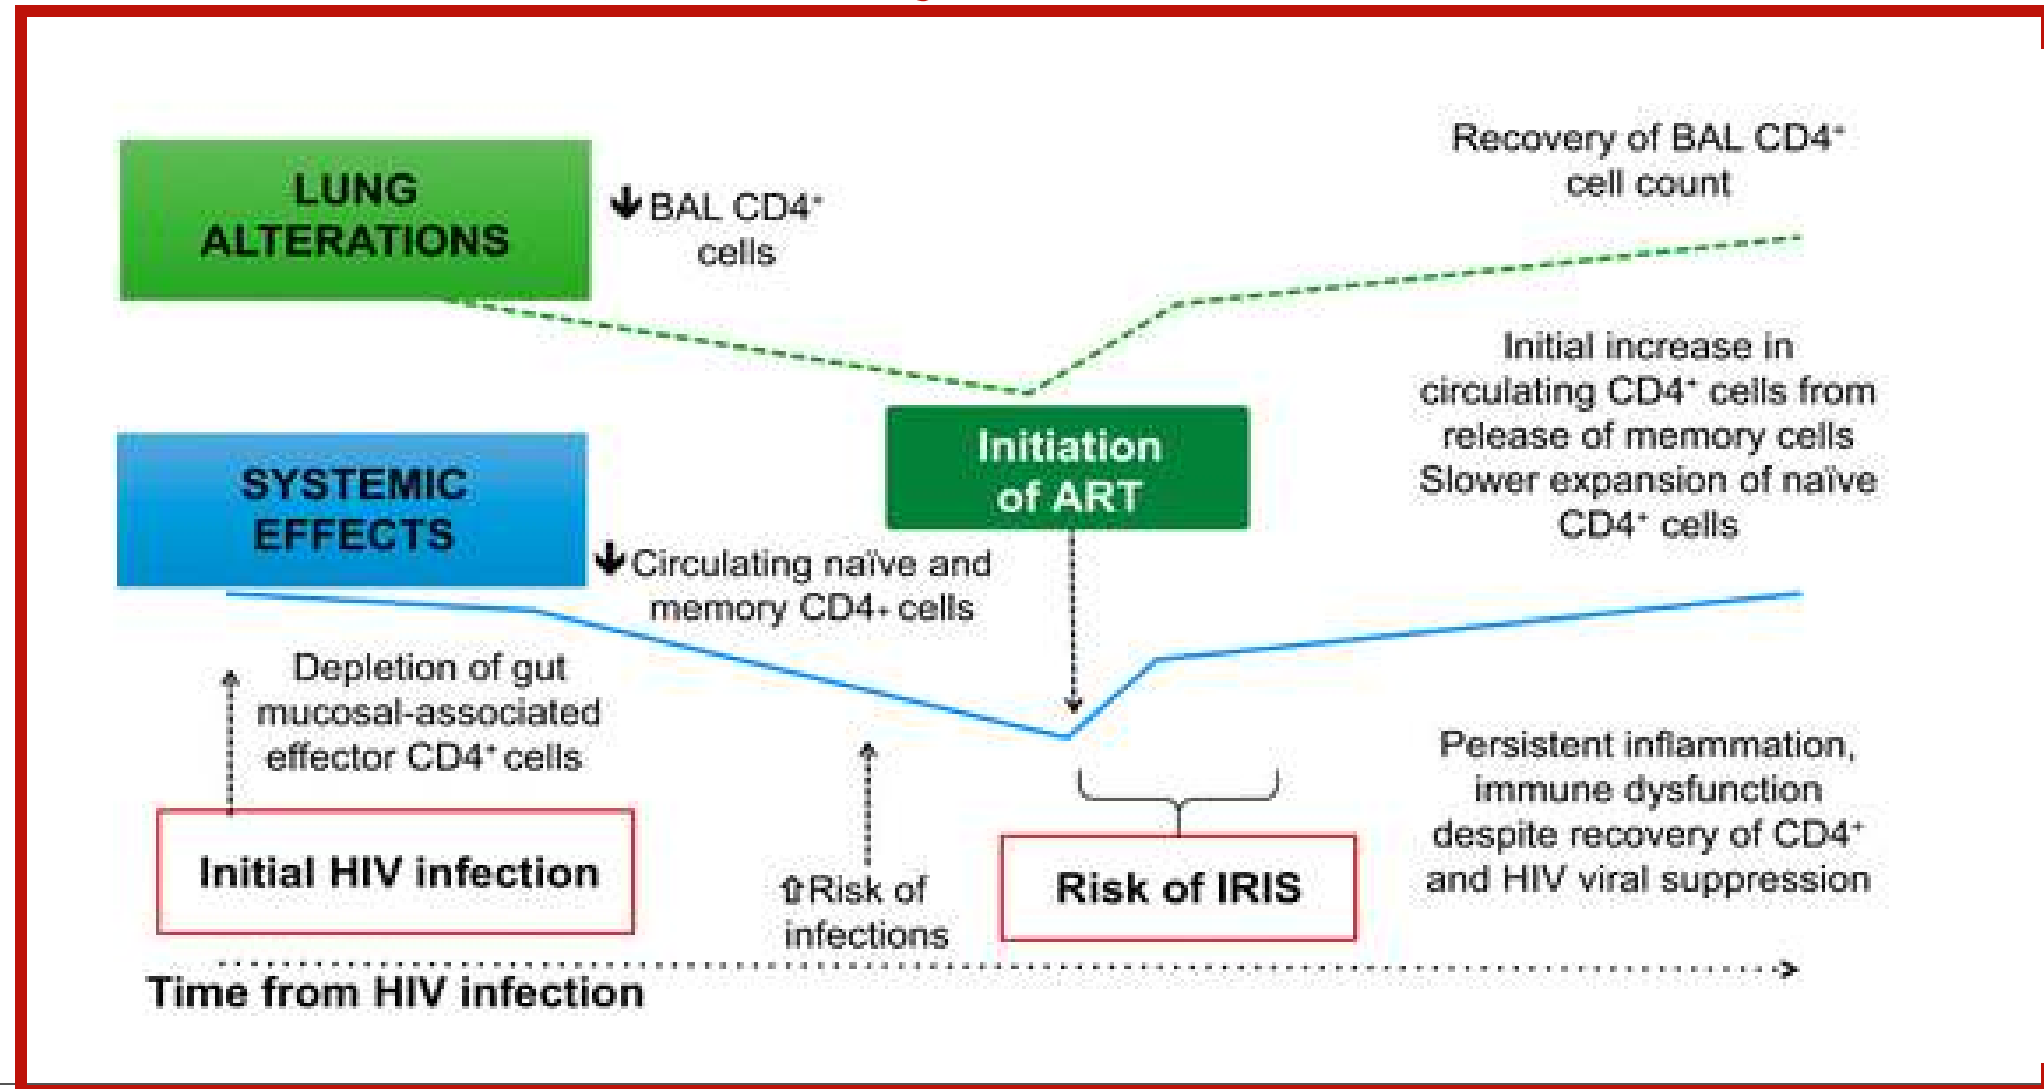 LUNG
ALTERATIONS
↓BAL CD4⁺
cells
Recovery of BAL CD4⁺
cell count
Initial increase in
circulating CD4⁺ cells from
release of memory cells
Slower expansion of naïve
CD4⁺ cells
SYSTEMIC
EFFECTS
Initiation
of ART
↓Circulating naïve and
memory CD4+ cells
Depletion of gut
mucosal-associated
effector CD4⁺ cells
Persistent inflammation,
immune dysfunction
despite recovery of CD4⁺
and HIV viral suppression
Initial HIV infection
⇧Risk of
infections
Risk of IRIS
Time from HIV infection